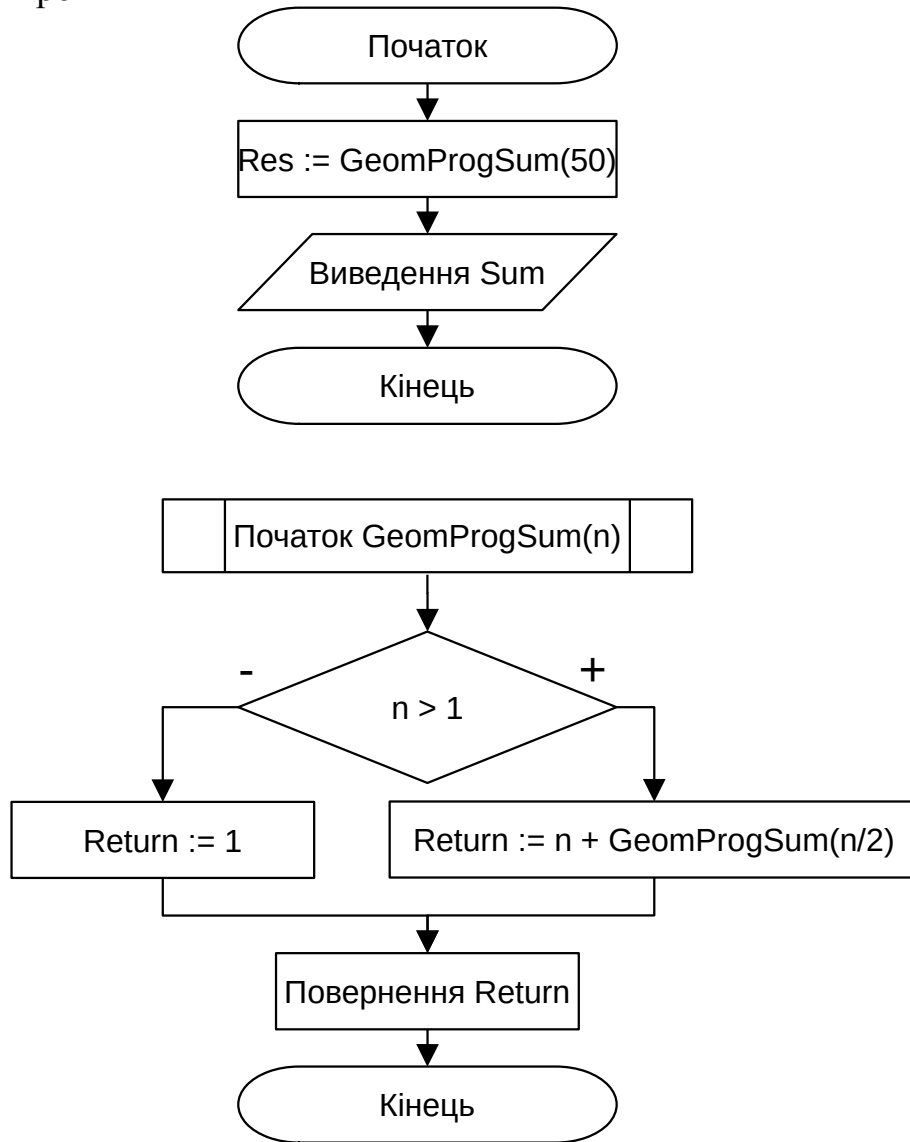 Початок
Res := GeomProgSum(50)
Виведення Sum
Кінець
Початок GeomProgSum(n)
- +
n > 1
Return := 1
Return := n + GeomProgSum(n/2)
Повернення Return
Кінець